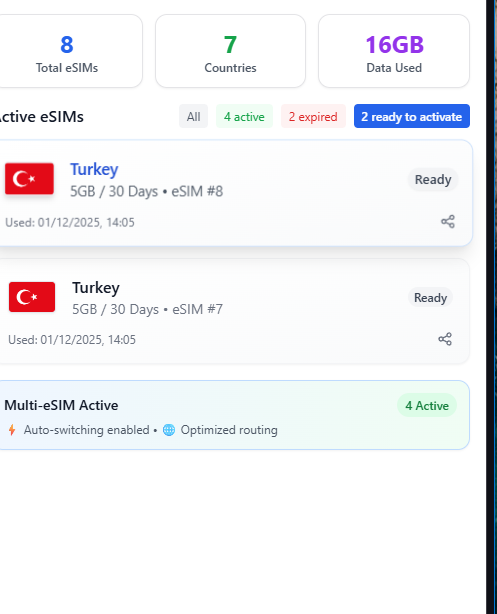 8
Total eSIMs
7
Countries
16GB
Data Used
ctive eSIMs
All
4 active
2 expired
2 ready to activate
Turkey
5GB / 30 Days • eSIM #8
Ready
Used: 01/12/2025, 14:05
Turkey
5GB / 30 Days • eSIM #7
Ready
Used: 01/12/2025, 14:05
Multi-eSIM Active
4 Active
Auto-switching enabled • Optimized routing